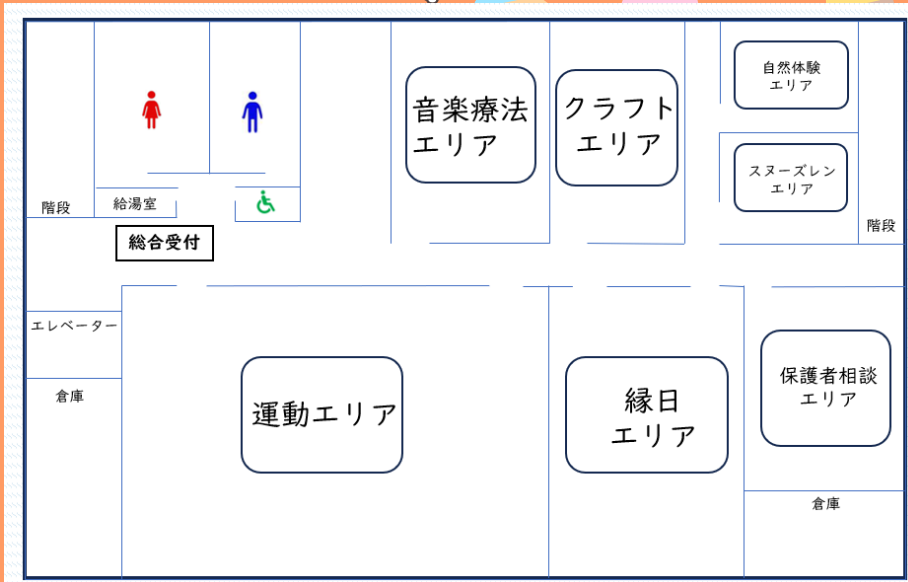 音楽療法
エリア
クラフト
エリア
自然体験
エリア
スヌーズレン
エリア
階段
給湯室
階段
総合受付
エレベーター
倉庫
運動エリア
縁日
エリア
保護者相談
エリア
倉庫